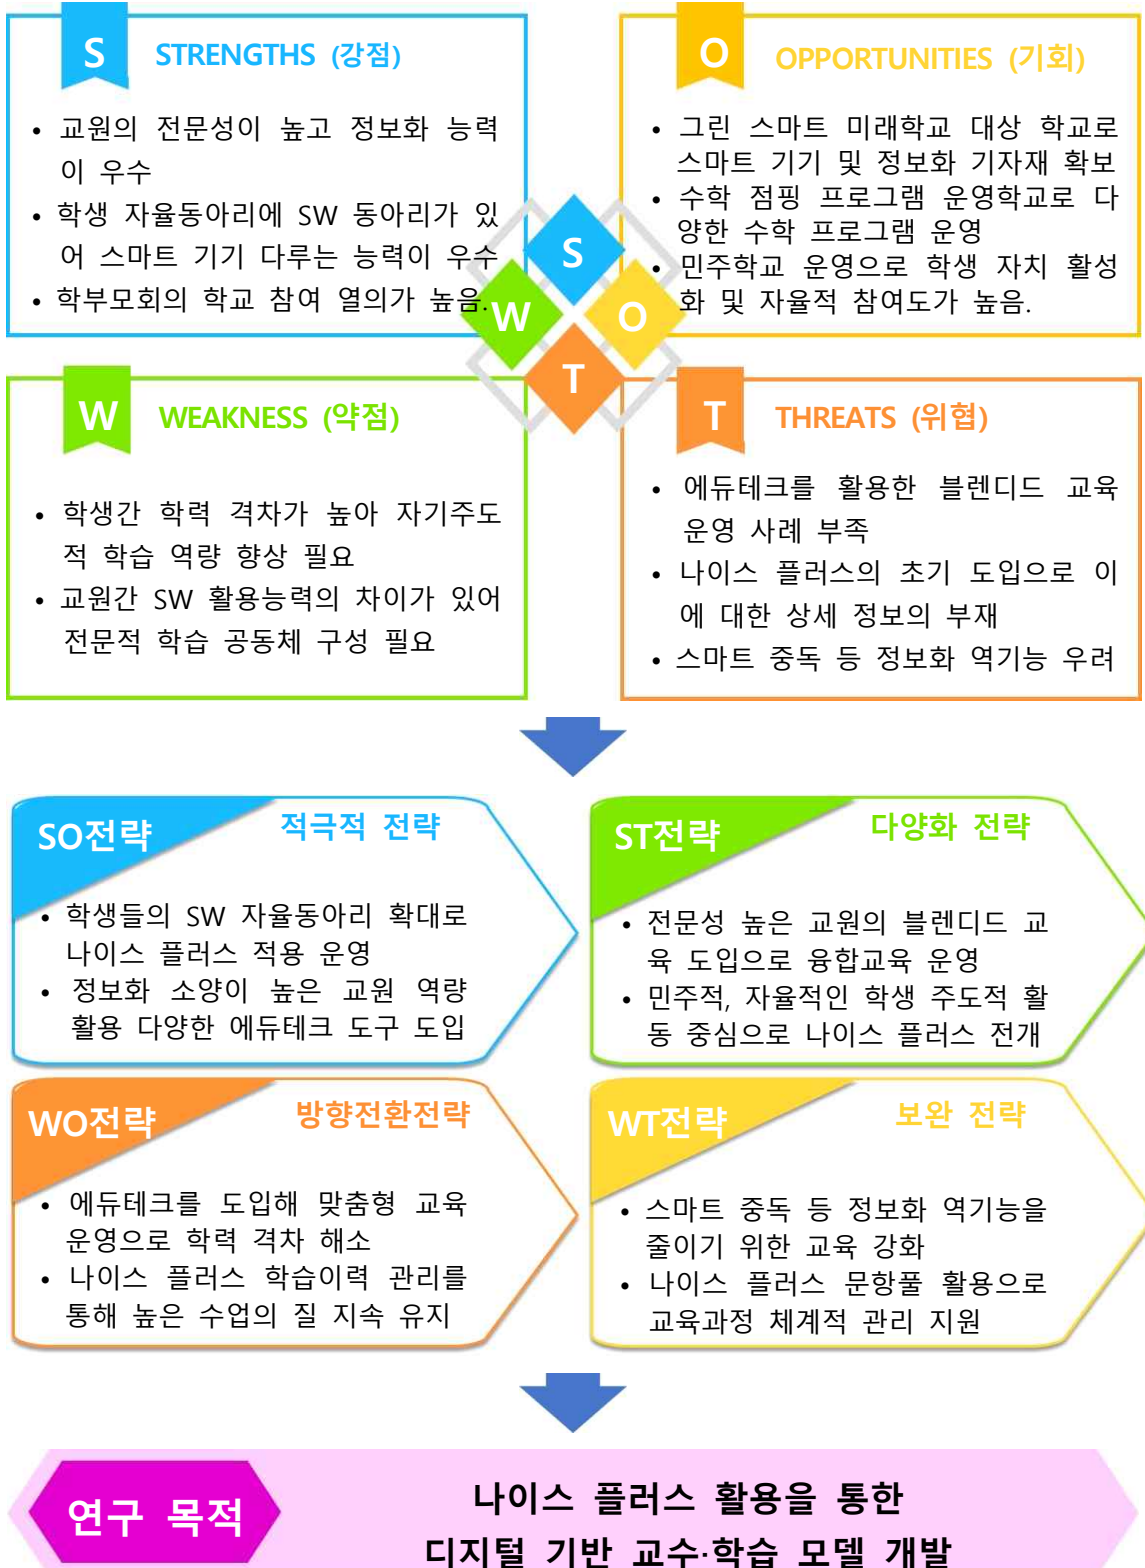 S STRENGTHS (강점)
• 교원의 전문성이 높고 정보화 능력
이 우수
• 학생 자율동아리에 SW 동아리가 있
어 스마트 기기 다루는 능력이 우수
• 학부모회의 학교 참여 열의가 높음.
O OPPORTUNITIES (기회)
• 그린 스마트 미래학교 대상 학교로
스마트 기기 및 정보화 기자재 확보
• 수학 점핑 프로그램 운영학교로 다
양한 수학 프로그램 운영
• 민주학교 운영으로 학생 자치 활성
화 및 자율적 참여도가 높음.
S
W O
T
W WEAKNESS (약점)
• 학생간 학력 격차가 높아 자기주도
적 학습 역량 향상 필요
• 교원간 SW 활용능력의 차이가 있어
전문적 학습 공동체 구성 필요
T THREATS (위협)
• 에듀테크를 활용한 블렌디드 교육
운영 사례 부족
• 나이스 플러스의 초기 도입으로 이
에 대한 상세 정보의 부재
• 스마트 중독 등 정보화 역기능 우려
SO전략 적극적 전략
• 학생들의 SW 자율동아리 확대로
나이스 플러스 적용 운영
• 정보화 소양이 높은 교원 역량
활용 다양한 에듀테크 도구 도입
ST전략 다양화 전략
• 전문성 높은 교원의 블렌디드 교
육 도입으로 융합교육 운영
• 민주적, 자율적인 학생 주도적 활
동 중심으로 나이스 플러스 전개
WO전략 방향전환전략
• 에듀테크를 도입해 맞춤형 교육
운영으로 학력 격차 해소
• 나이스 플러스 학습이력 관리를
통해 높은 수업의 질 지속 유지
WT전략 보완 전략
• 스마트 중독 등 정보화 역기능을
줄이기 위한 교육 강화
• 나이스 플러스 문항풀 활용으로
교육과정 체계적 관리 지원
연구 목적
나이스 플러스 활용을 통한
디지털 기반 교수·학습 모델 개발